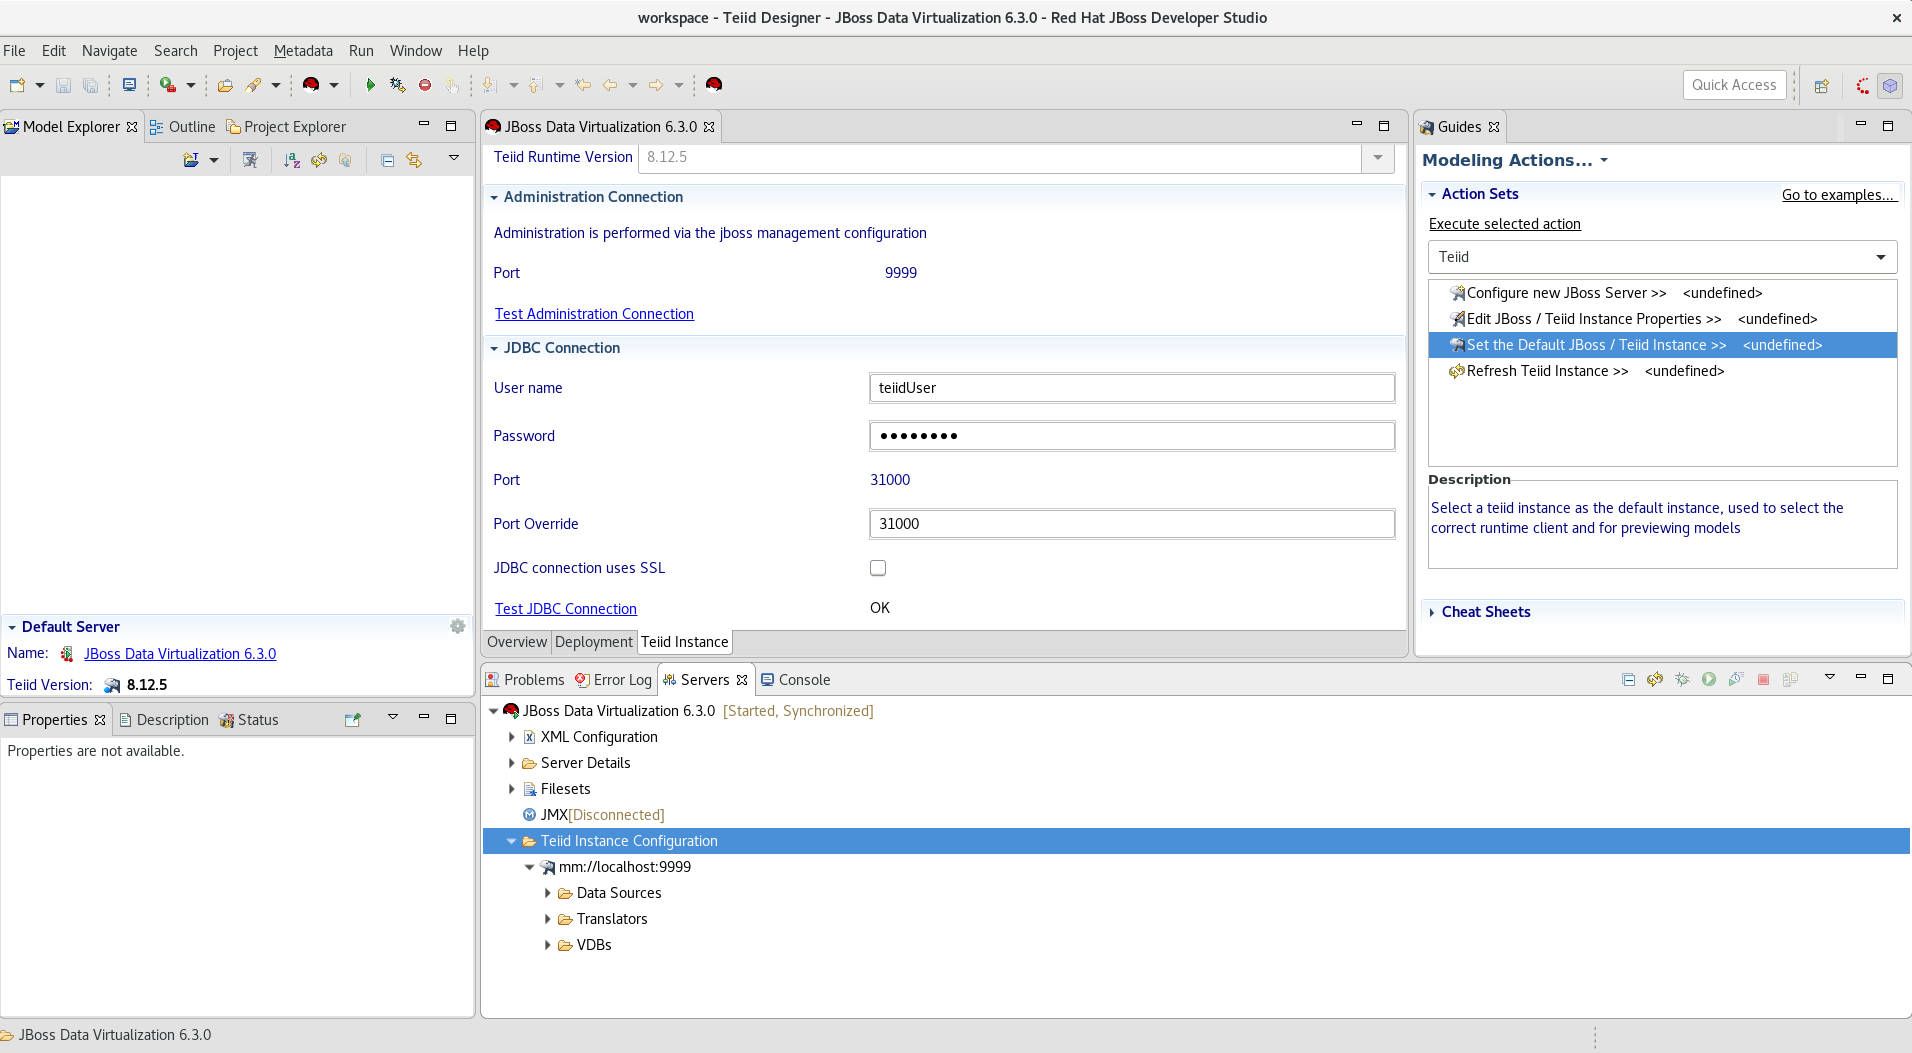 workspace - Teiid Designer - JBoss Data Virtualization 6.3.0 - Red Hat JBoss Developer Studio
File Edit Navigate Search Project Metadata Run Window Help
Quick Access
Model Explorer Outline Project Explorer
Default Server
Name: JBoss Data Virtualization 6.3.0
Teiid Version: 8.12.5
Properties Description Status
Properties are not available.
JBoss Data Virtualization 6.3.0
Teiid Runtime Version 8.12.5
Administration Connection
Administration is performed via the jboss management configuration
Port 9999
Test Administration Connection
JDBC Connection
User name teiidUser
Password ●●●●●●●●
Port 31000
Port Override 31000
JDBC connection uses SSL
Test JDBC Connection OK
Overview Deployment Teiid Instance
Guides
Modeling Actions...
Action Sets Go to examples...
Execute selected action
Teiid
Configure new JBoss Server >> <undefined>
Edit JBoss / Teiid Instance Properties >> <undefined>
Set the Default JBoss / Teiid Instance >> <undefined>
Refresh Teiid Instance >> <undefined>
Description
Select a teiid instance as the default instance, used to select the
correct runtime client and for previewing models
Cheat Sheets
Problems Error Log Servers Console
JBoss Data Virtualization 6.3.0 [Started, Synchronized]
XML Configuration
Server Details
Filesets
JMX[Disconnected]
Teiid Instance Configuration
mm://localhost:9999
Data Sources
Translators
VDBs
JBoss Data Virtualization 6.3.0